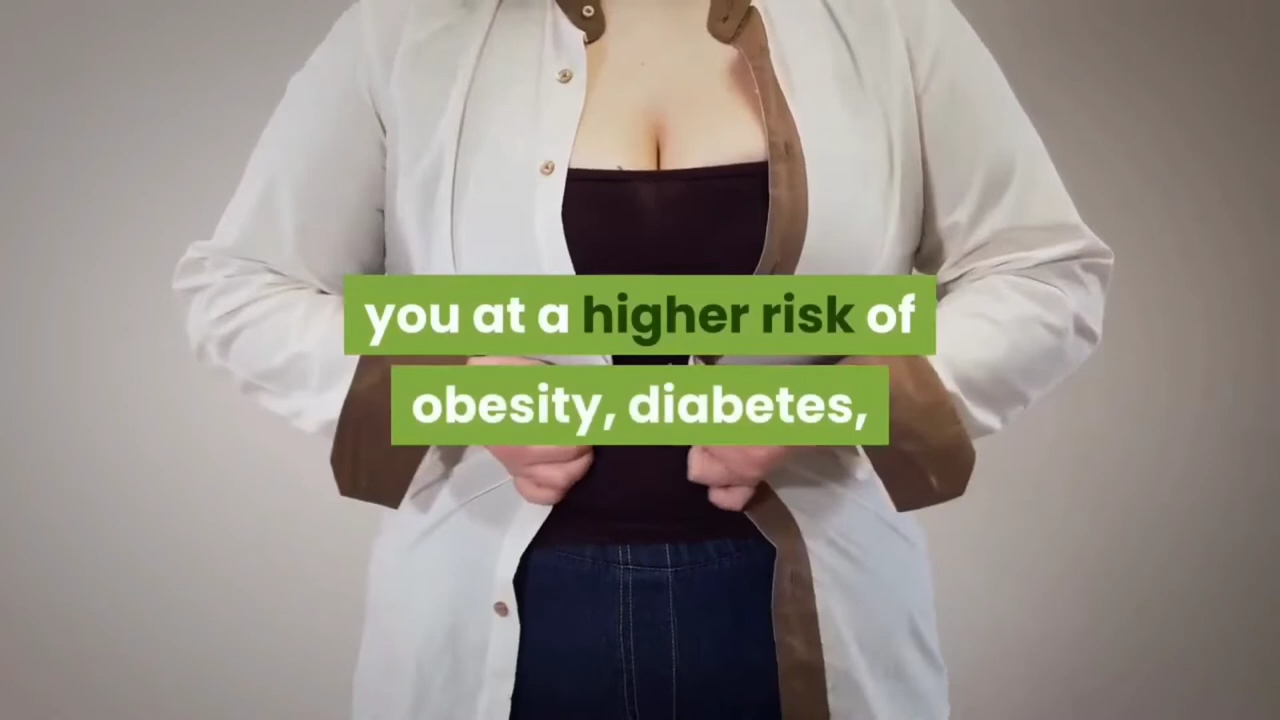 you at a higher risk of
obesity, diabetes,